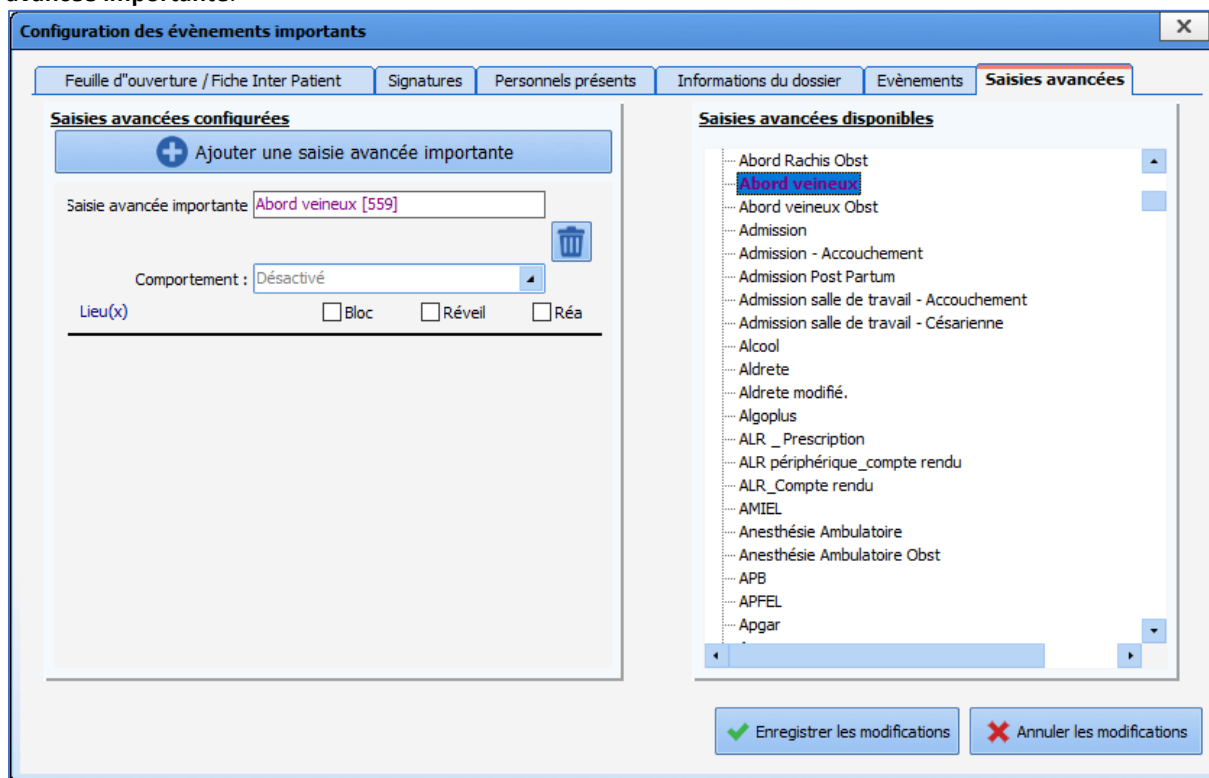 avancée importante.
Configuration des évènements importants
Feuille d"ouverture / Fiche Inter Patient
Signatures
Personnels présents
Informations du dossier
Evènements
Saisies avancées
Saisies avancées configurées
Ajouter une saisie avancée importante
Saisie avancée importante Abord veineux [559]
Comportement : Désactivé
Lieu(x) Bloc Réveil Réa
Saisies avancées disponibles
Abord Rachis Obst
Abord veineux
Abord veineux Obst
Admission
Admission - Accouchement
Admission Post Partum
Admission salle de travail - Accouchement
Admission salle de travail - Césarienne
Alcool
Aldrete
Aldrete modifié.
Algoplus
ALR _ Prescription
ALR périphérique_compte rendu
ALR_Compte rendu
AMIEL
Anesthésie Ambulatoire
Anesthésie Ambulatoire Obst
APB
APFEL
Apgar
Enregistrer les modifications
Annuler les modifications